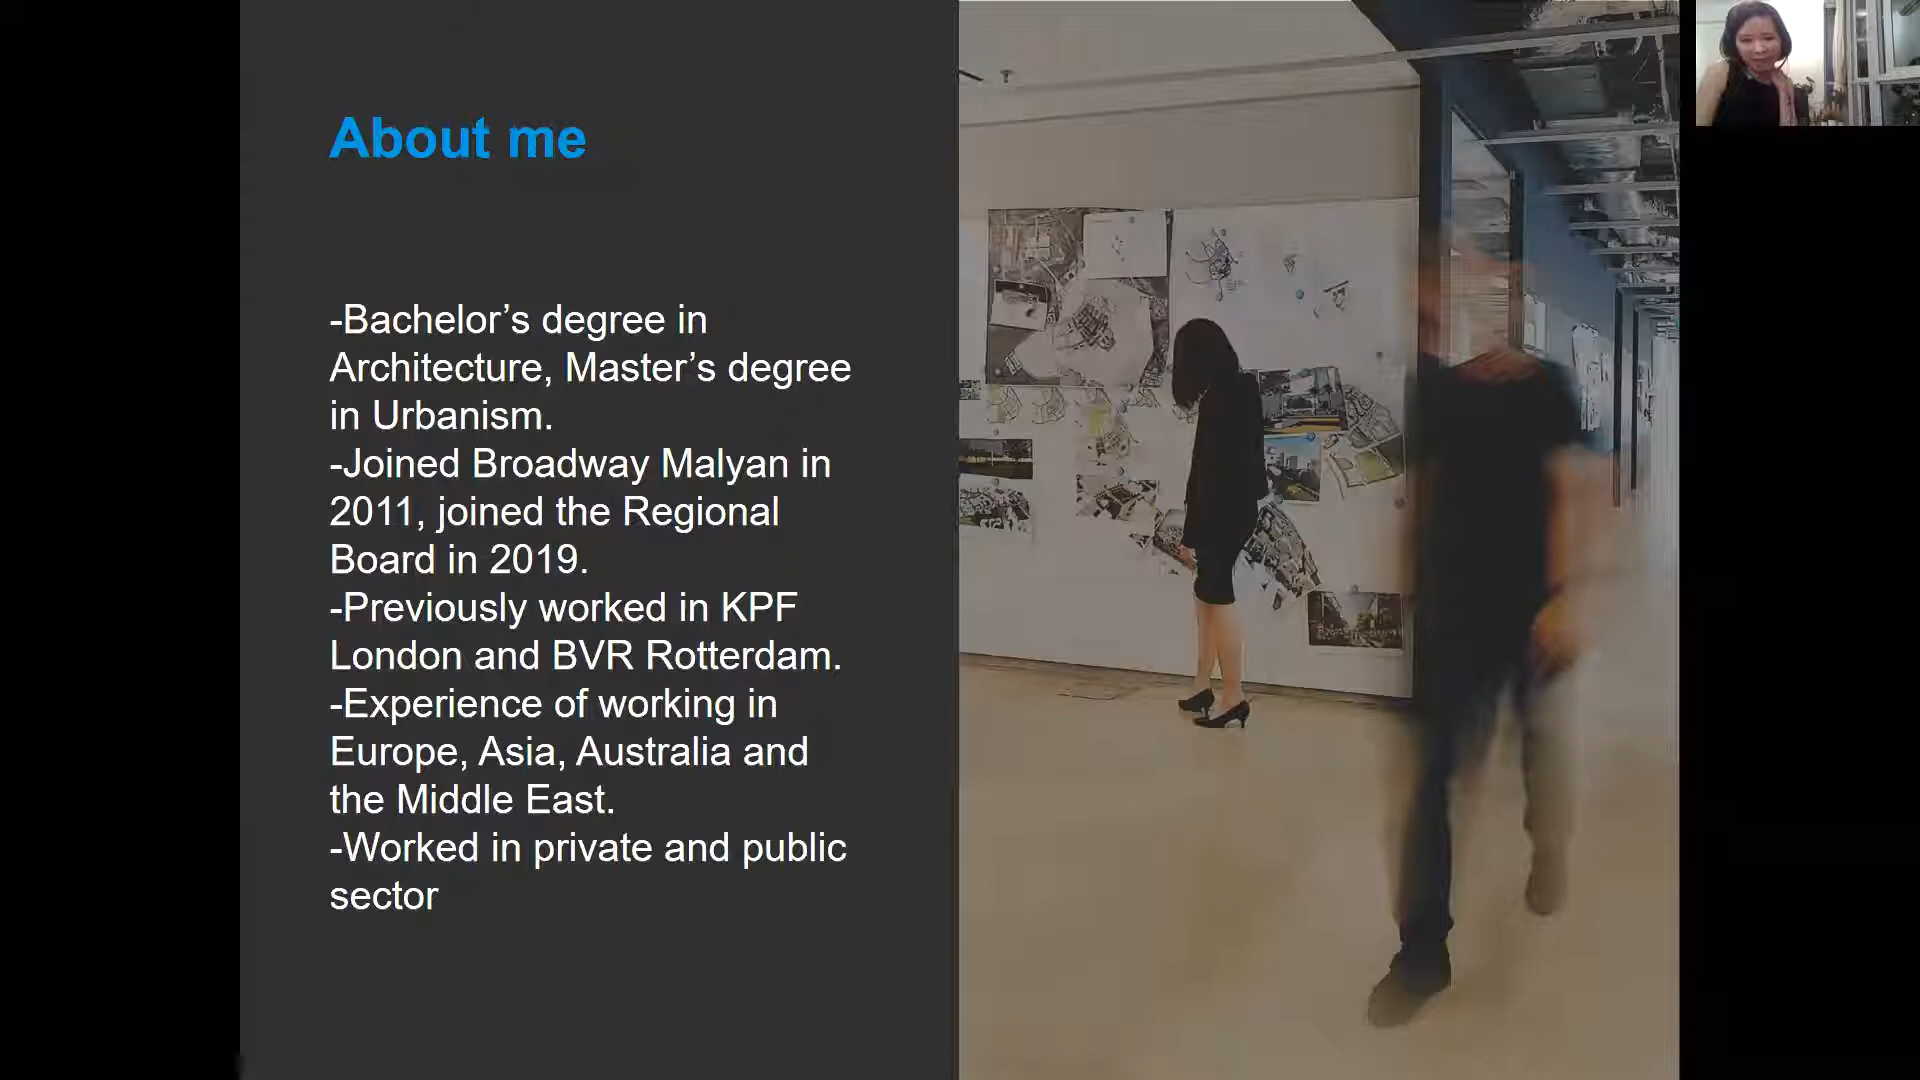 About me
-Bachelor’s degree in
Architecture, Master’s degree
in Urbanism.
-Joined Broadway Malyan in
2011, joined the Regional
Board in 2019.
-Previously worked in KPF
London and BVR Rotterdam.
-Experience of working in
Europe, Asia, Australia and
the Middle East.
-Worked in private and public
sector